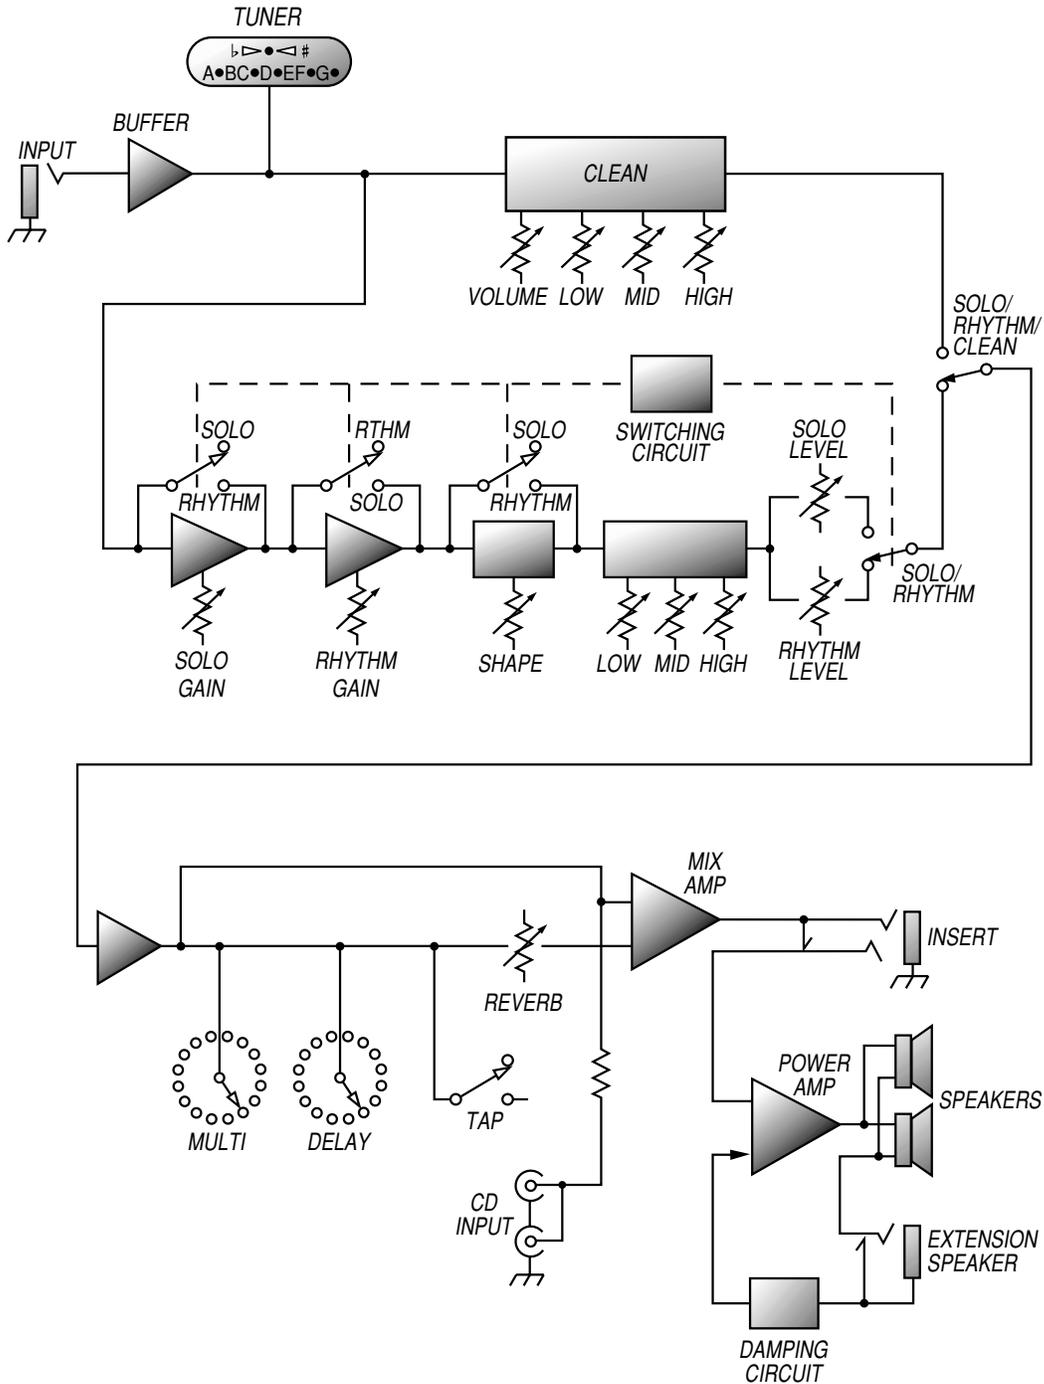 TUNER
♭ ▷ • ◁ ♯
A•BC•D•EF•G•
BUFFER
INPUT
CLEAN
VOLUME LOW MID HIGH
SOLO/
RHYTHM/
CLEAN
SWITCHING
CIRCUIT
SOLO
RHYTHM
RTHM
SOLO
SOLO
RHYTHM
SOLO
LEVEL
SOLO/
RHYTHM
SOLO
GAIN
RHYTHM
GAIN
SHAPE
LOW MID HIGH
RHYTHM
LEVEL
MIX
AMP
INSERT
REVERB
MULTI
DELAY
TAP
POWER
AMP
SPEAKERS
CD
INPUT
EXTENSION
SPEAKER
DAMPING
CIRCUIT